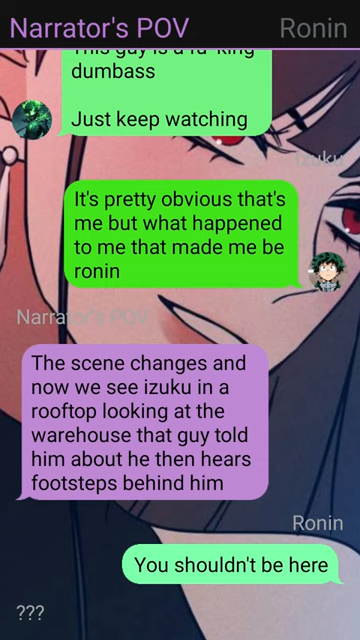 Narrator's POV
Ronin
dumbass
Just keep watching
Izuku
It's pretty obvious that's
me but what happened
to me that made me be
ronin
Narrator's POV
The scene changes and
now we see izuku in a
rooftop looking at the
warehouse that guy told
him about he then hears
footsteps behind him
Ronin
You shouldn't be here
???